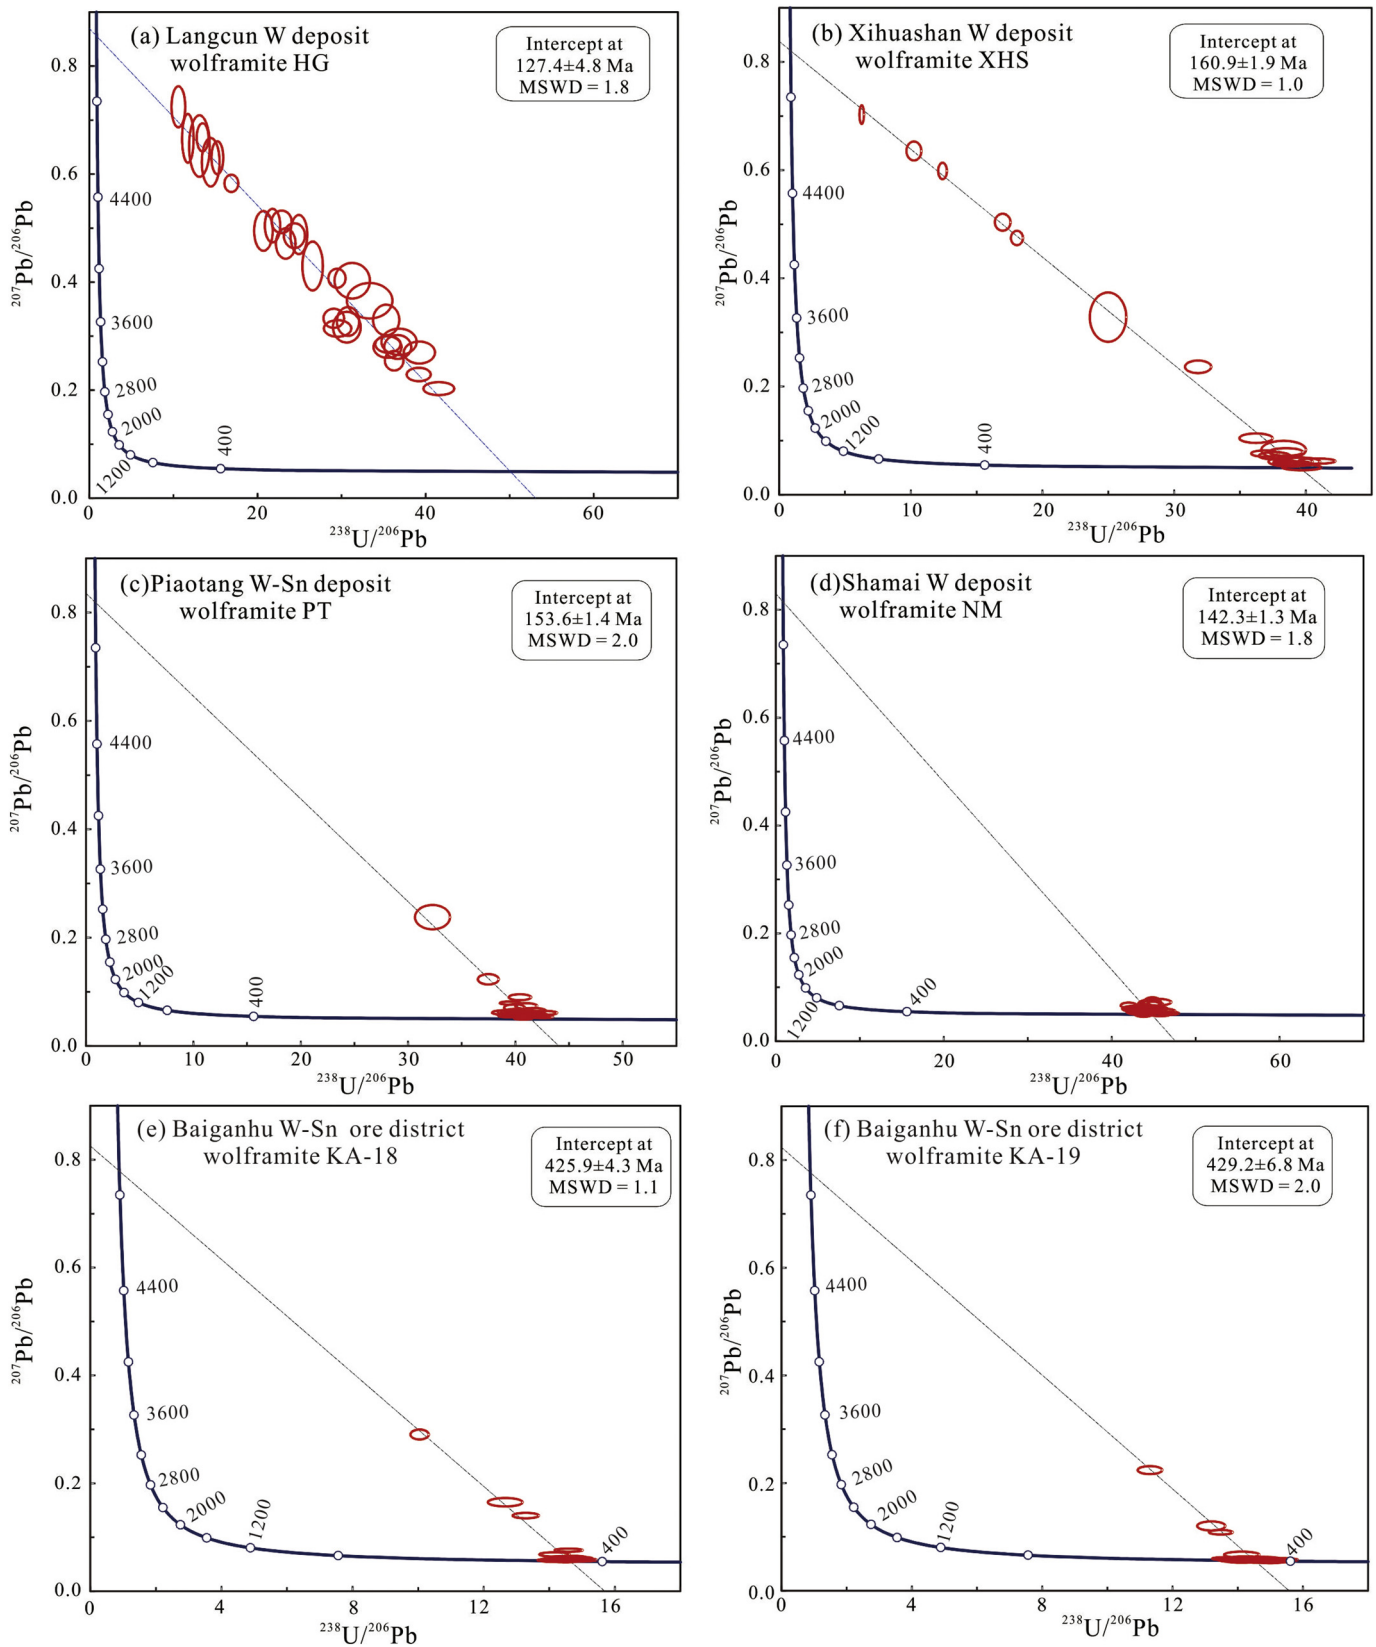 (a) Langcun W deposit
wolframite HG
Intercept at
127.4±4.8 Ma
MSWD = 1.8
0.8
0.6
0.4
0.2
0.0
4400
3600
2800
2000
1200
400
0
20
40
60
²⁰⁷Pb/²⁰⁶Pb
²³⁸U/²⁰⁶Pb
(b) Xihuashan W deposit
wolframite XHS
Intercept at
160.9±1.9 Ma
MSWD = 1.0
0.8
0.6
0.4
0.2
0.0
4400
3600
2800
2000
1200
400
0
10
20
30
40
²⁰⁷Pb/²⁰⁶Pb
²³⁸U/²⁰⁶Pb
(c)Piaotang W-Sn deposit
wolframite PT
Intercept at
153.6±1.4 Ma
MSWD = 2.0
0.8
0.6
0.4
0.2
0.0
4400
3600
2800
2000
1200
400
0
10
20
30
40
50
²⁰⁷Pb/²⁰⁶Pb
²³⁸U/²⁰⁶Pb
(d)Shamai W deposit
wolframite NM
Intercept at
142.3±1.3 Ma
MSWD = 1.8
0.8
0.6
0.4
0.2
0.0
4400
3600
2800
2000
1200
400
0
20
40
60
²⁰⁷Pb/²⁰⁶Pb
²³⁸U/²⁰⁶Pb
(e) Baiganhu W-Sn ore district
wolframite KA-18
Intercept at
425.9±4.3 Ma
MSWD = 1.1
0.8
0.6
0.4
0.2
0.0
4400
3600
2800
2000
1200
400
0
4
8
12
16
²⁰⁷Pb/²⁰⁶Pb
²³⁸U/²⁰⁶Pb
(f) Baiganhu W-Sn ore district
wolframite KA-19
Intercept at
429.2±6.8 Ma
MSWD = 2.0
0.8
0.6
0.4
0.2
0.0
4400
3600
2800
2000
1200
400
0
4
8
12
16
²⁰⁷Pb/²⁰⁶Pb
²³⁸U/²⁰⁶Pb